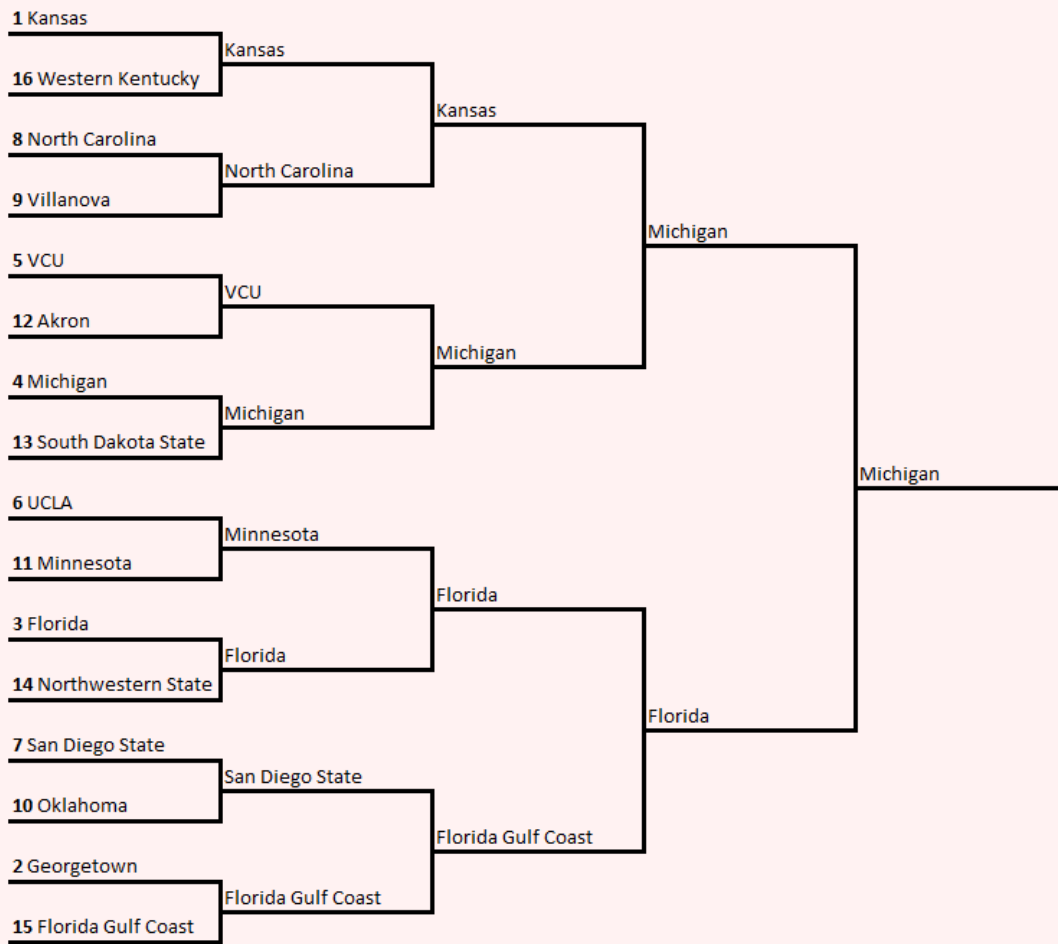 1 Kansas
Kansas
16 Western Kentucky
Kansas
8 North Carolina
North Carolina
9 Villanova
Michigan
5 VCU
VCU
12 Akron
Michigan
4 Michigan
Michigan
13 South Dakota State
Michigan
6 UCLA
Minnesota
11 Minnesota
Florida
3 Florida
Florida
14 Northwestern State
Florida
7 San Diego State
San Diego State
10 Oklahoma
Florida Gulf Coast
2 Georgetown
Florida Gulf Coast
15 Florida Gulf Coast